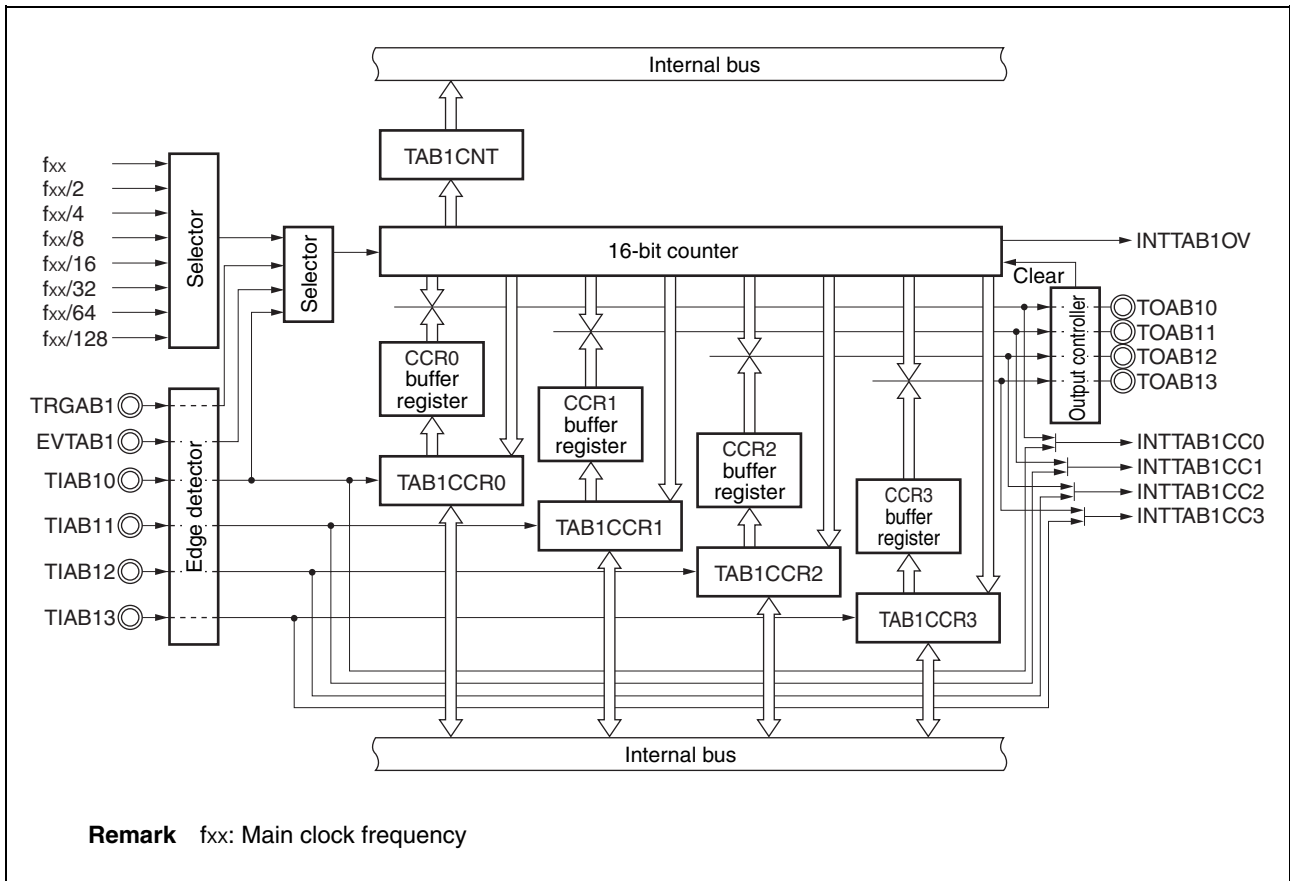 Internal bus
TAB1CNT
fxx
fxx/2
fxx/4
fxx/8
fxx/16
fxx/32
fxx/64
fxx/128
Selector
Selector
16-bit counter
INTTAB1OV
Clear
Output controller
TOAB10
TOAB11
TOAB12
TOAB13
CCR0
buffer
register
CCR1
buffer
register
CCR2
buffer
register
CCR3
buffer
register
TRGAB1
EVTAB1
TIAB10
TIAB11
TIAB12
TIAB13
Edge detector
TAB1CCR0
TAB1CCR1
TAB1CCR2
TAB1CCR3
INTTAB1CC0
INTTAB1CC1
INTTAB1CC2
INTTAB1CC3
Internal bus
Remark fxx: Main clock frequency